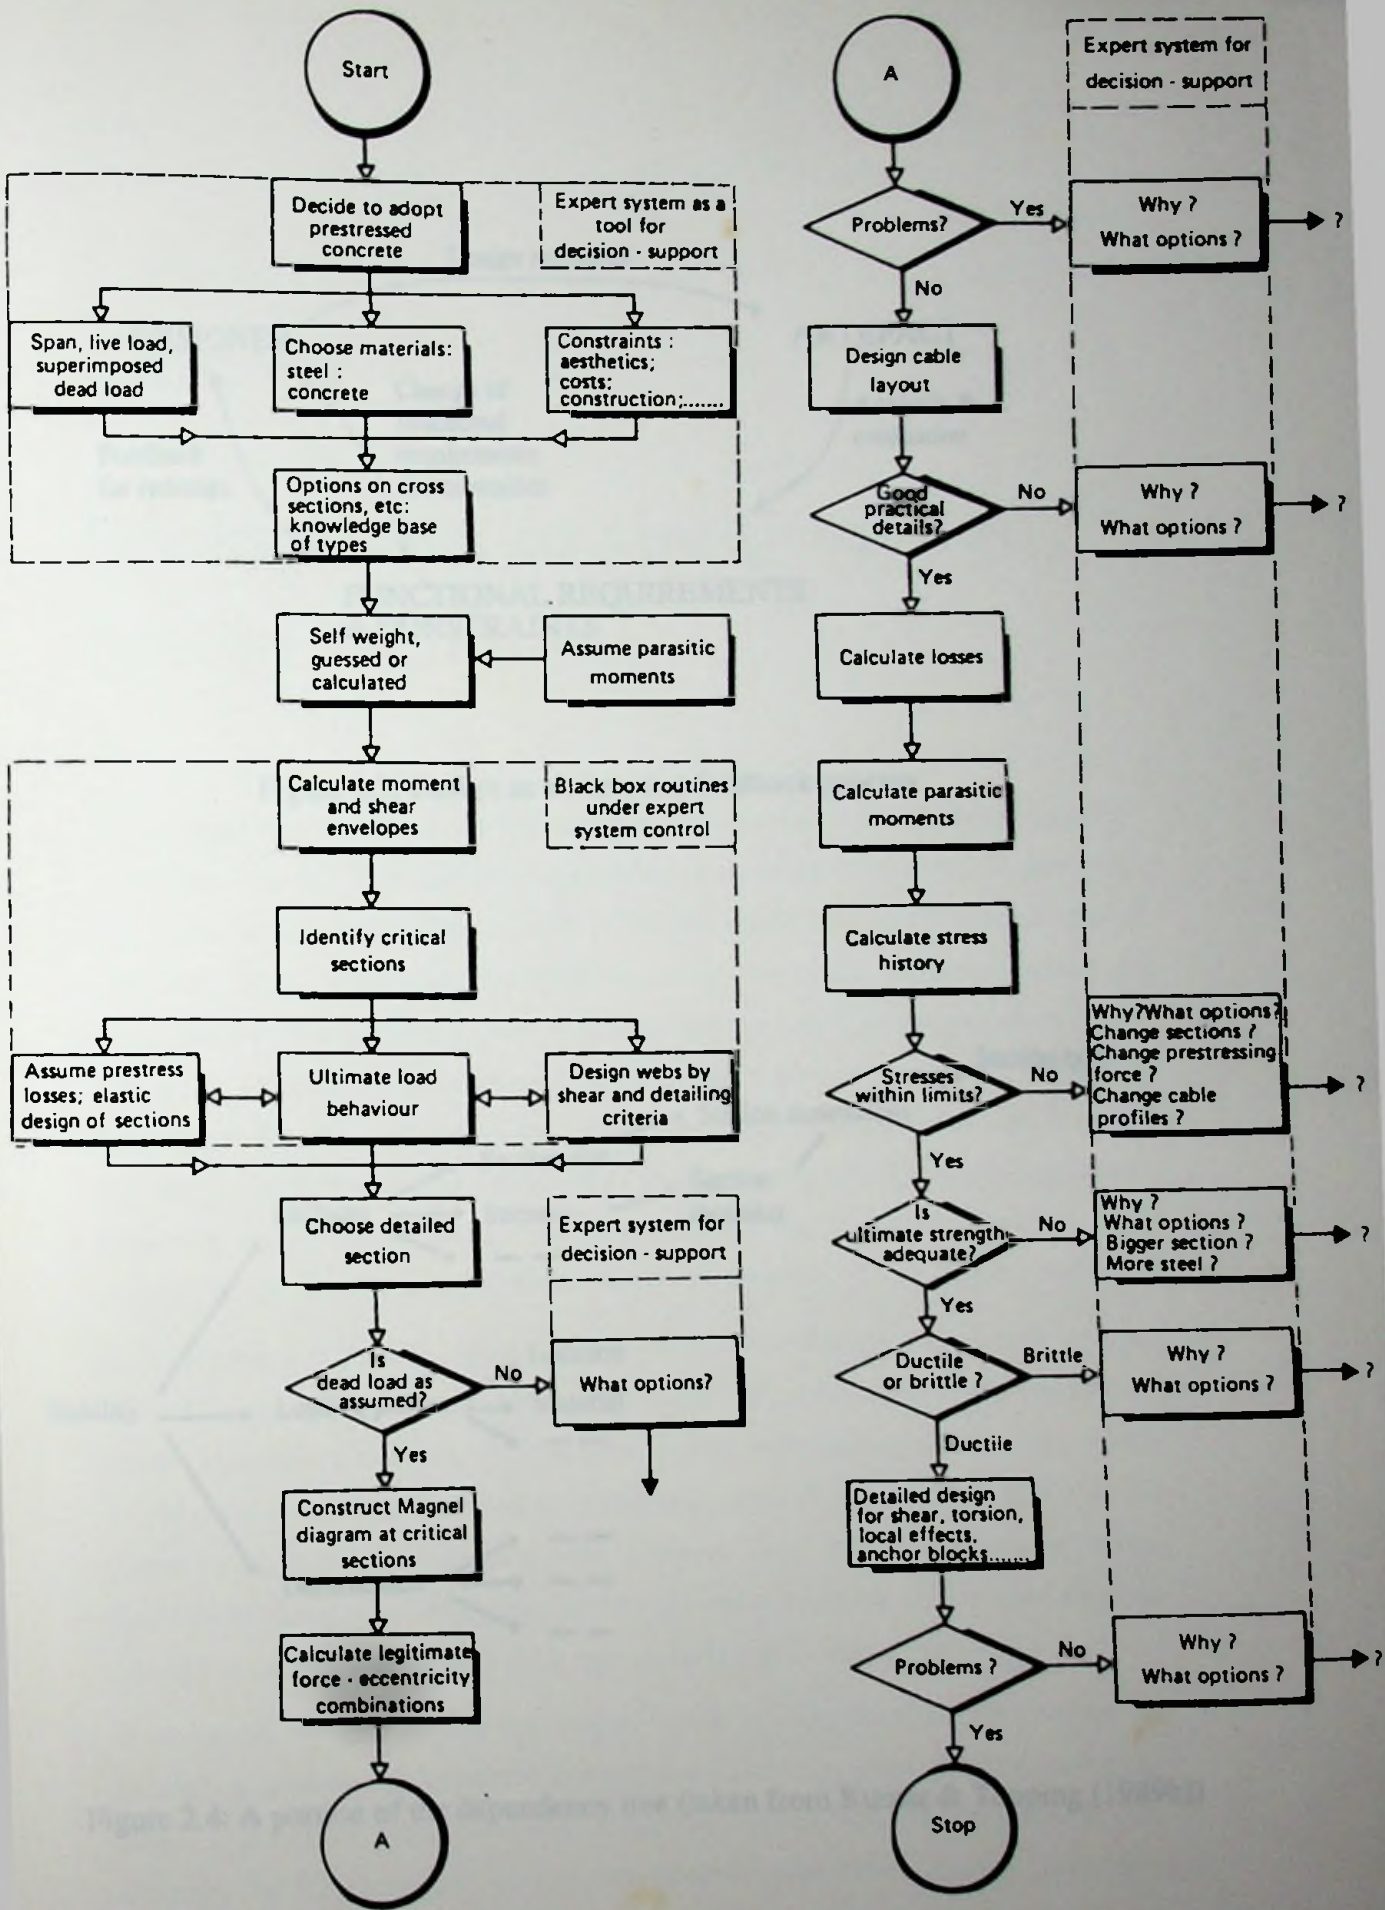 Start
Decide to adopt
prestressed
concrete
Expert system as a
tool for
decision - support
Span, live load,
superimposed
dead load
Choose materials:
steel :
concrete
Constraints :
aesthetics;
costs;
construction;.......
Options on cross
sections, etc:
knowledge base
of types
Self weight,
guessed or
calculated
Assume parasitic
moments
Calculate moment
and shear
envelopes
Black box routines
under expert
system control
Identify critical
sections
Assume prestress
losses; elastic
design of sections
Ultimate load
behaviour
Design webs by
shear and detailing
criteria
Choose detailed
section
Expert system for
decision - support
Is
dead load as
assumed?
No
What options?
Yes
Construct Magnel
diagram at critical
sections
Calculate legitimate
force - eccentricity
combinations
A
A
Expert system for
decision - support
Problems?
Yes
Why ?
What options ?
?
No
Design cable
layout
Good
practical
details?
No
Why ?
What options ?
?
Yes
Calculate losses
Calculate parasitic
moments
Calculate stress
history
Stresses
within limits?
No
Why?What options?
Change sections ?
Change prestressing
force ?
Change cable
profiles ?
?
Yes
Is
ultimate strength
adequate?
No
Why ?
What options ?
Bigger section ?
More steel ?
?
Yes
Ductile
or brittle ?
Brittle
Why ?
What options ?
?
Ductile
Detailed design
for shear, torsion,
local effects,
anchor blocks.......
Problems ?
No
Why ?
What options ?
?
Yes
Stop